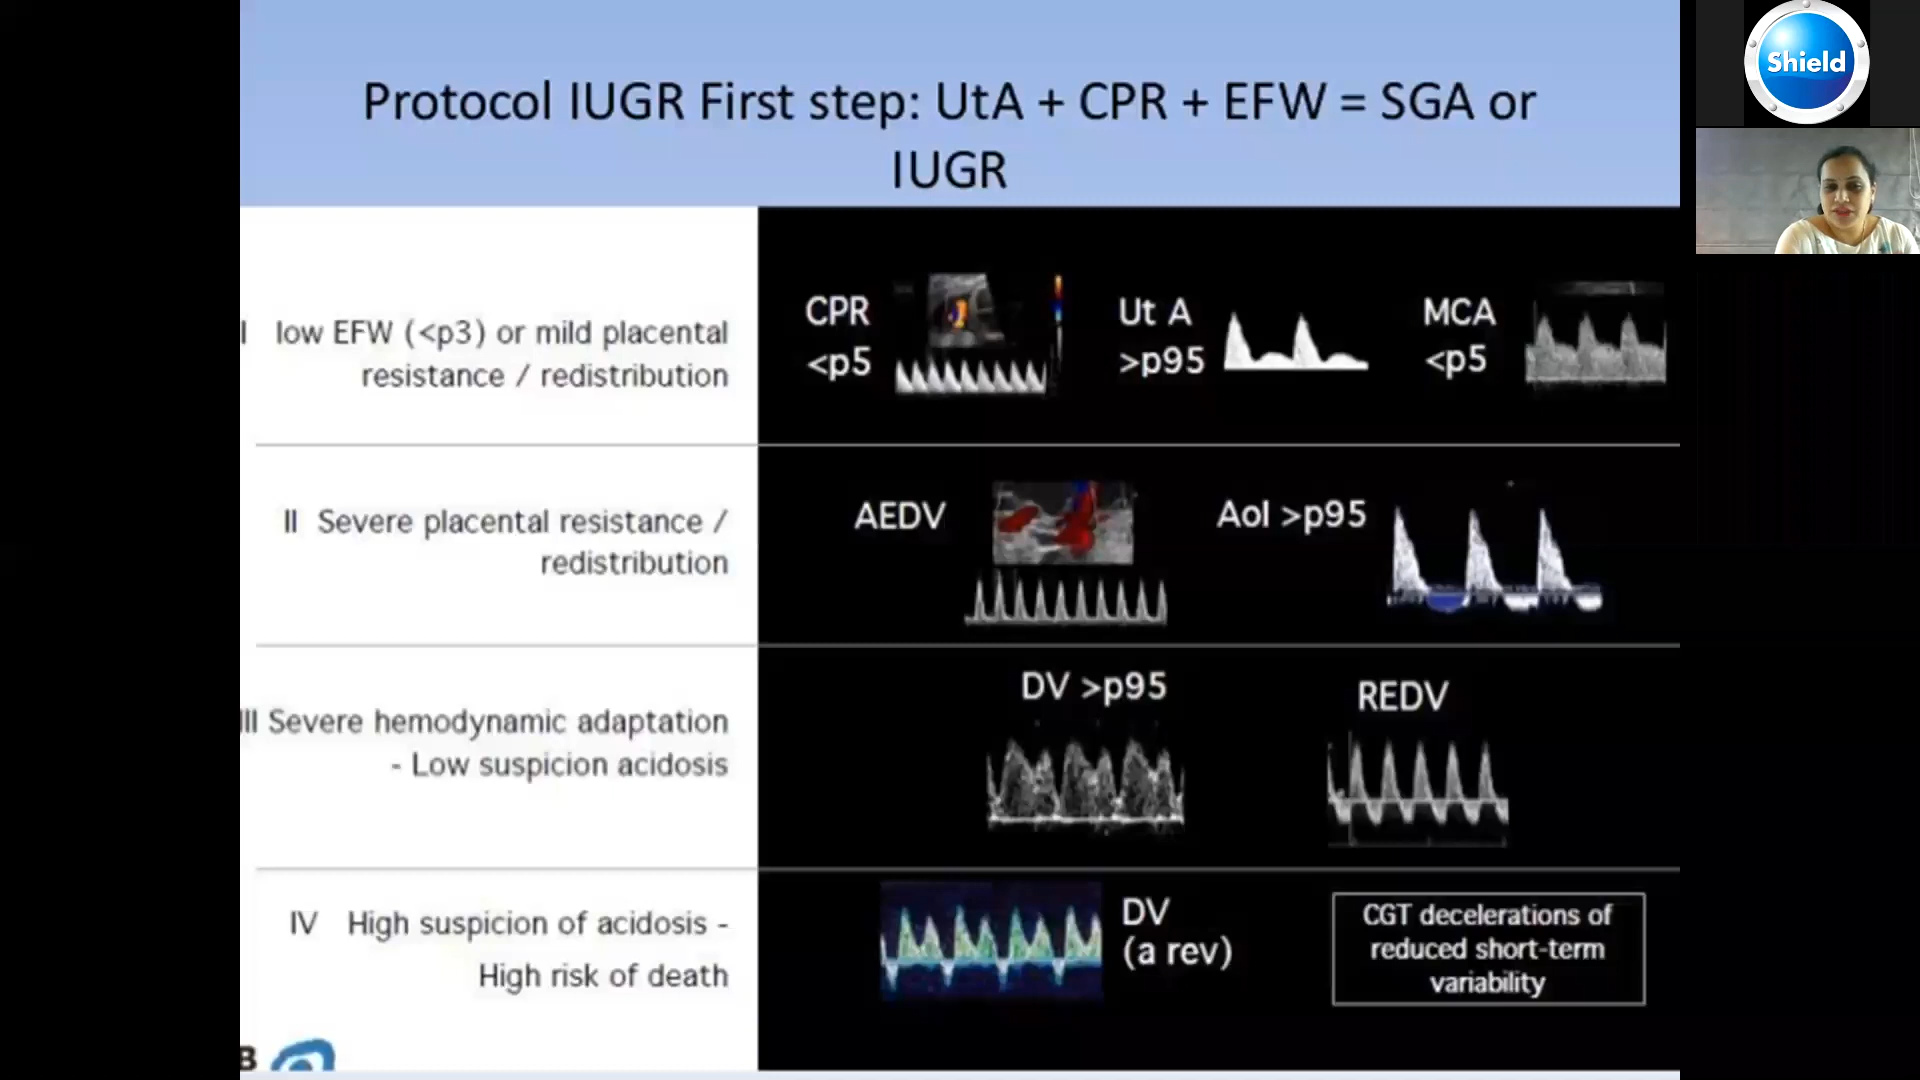 Protocol IUGR First step: UtA + CPR + EFW = SGA or
IUGR
Shield
I low EFW (<p3) or mild placental
resistance / redistribution
CPR
<p5
Ut A
>p95
MCA
<p5
II Severe placental resistance /
redistribution
AEDV
AoI >p95
III Severe hemodynamic adaptation
- Low suspicion acidosis
DV >p95
REDV
IV High suspicion of acidosis -
High risk of death
DV
(a rev)
CGT decelerations of
reduced short-term
variability
B